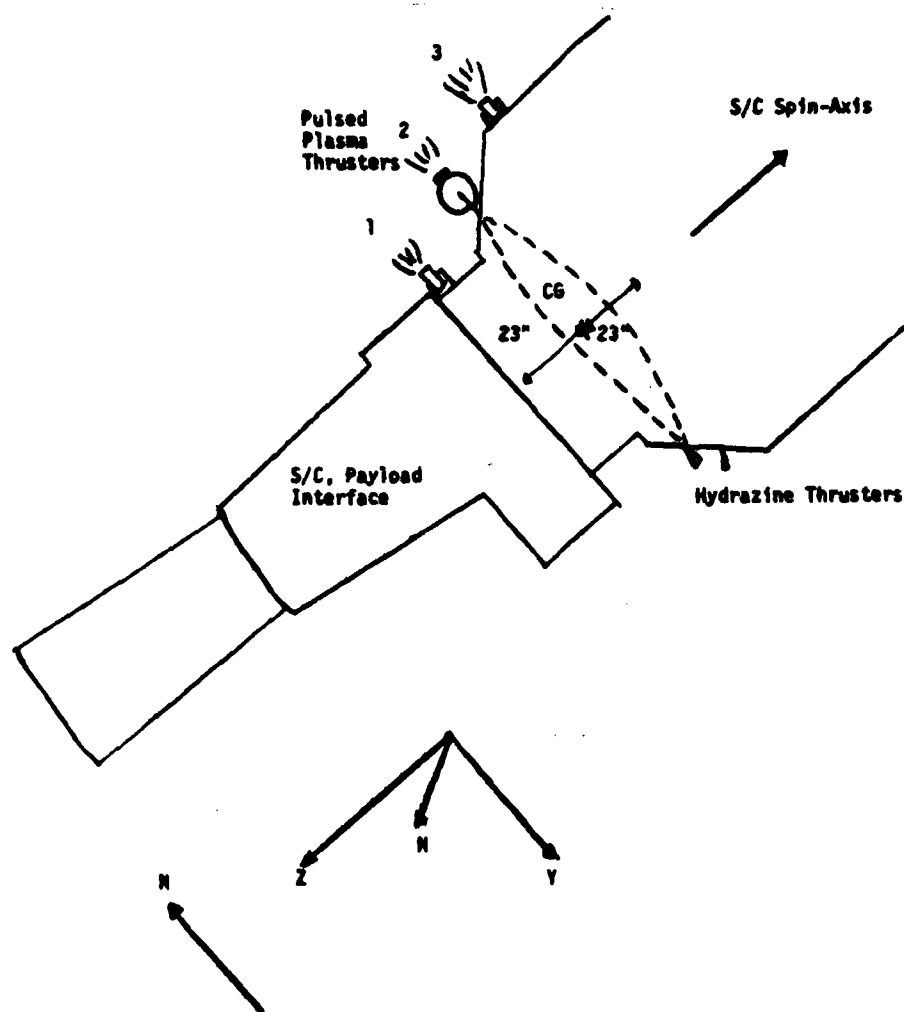 3
S/C Spin-Axis
Pulsed
Plasma
Thrusters
2
1
CG
23"
23"
S/C, Payload
Interface
Hydrazine Thrusters
Z
N
Y
N